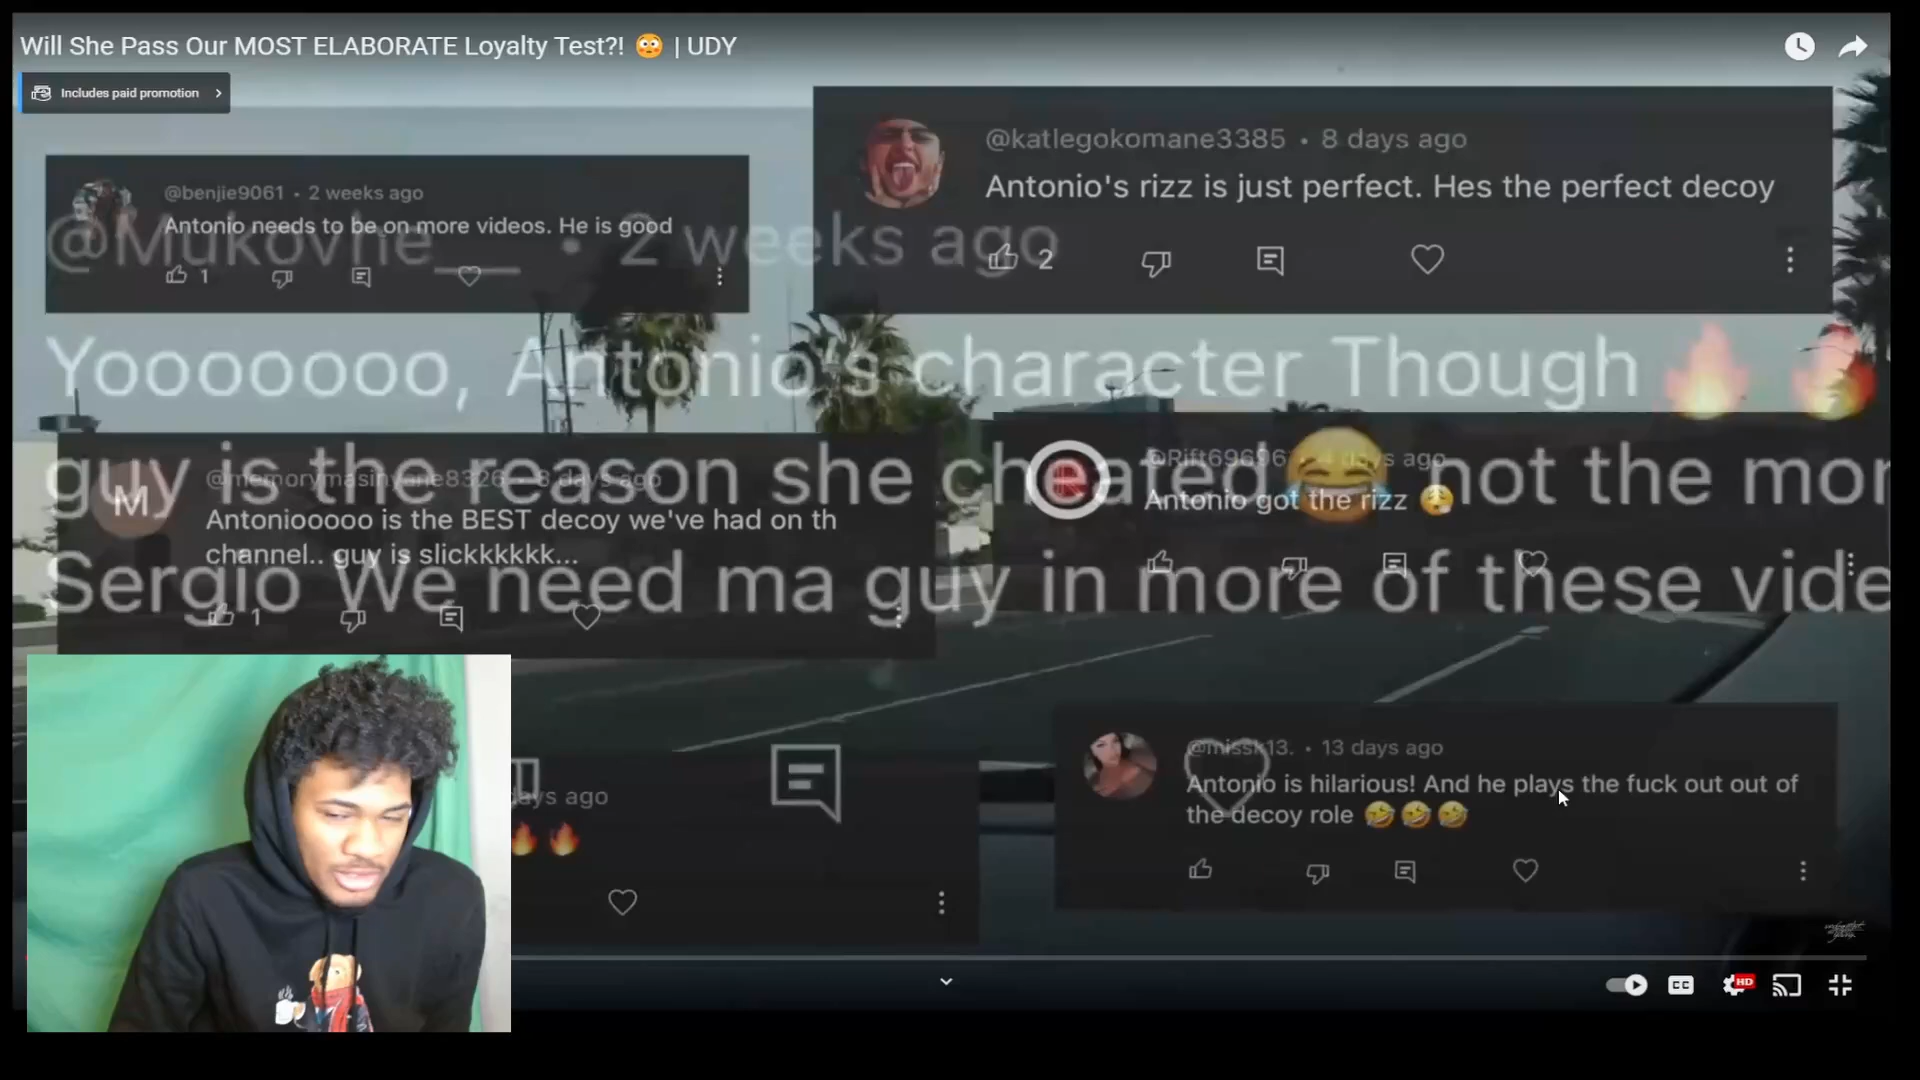 Will She Pass Our MOST ELABORATE Loyalty Test?! 😳 | UDY
Includes paid promotion
@katlegokomane3385 • 8 days ago
Antonio's rizz is just perfect. Hes the perfect decoy
2
@benjie9061 • 2 weeks ago
Antonio needs to be on more videos. He is good
1
@Mukovhe__ • 2 weeks ago
Yooooooo, Antonio's character Though 🔥 🔥
guy is the reason she cheated 😂 not the mor
Sergio We need ma guy in more of these vide
@memorymasinyane8326 • 8 days ago
M
Antoniooooo is the BEST decoy we've had on th
channel.. guy is slickkkkkk...
1
days ago
Antonio got the rizz 😮‍💨
days ago
🔥 🔥
@missk13. • 13 days ago
Antonio is hilarious! And he plays the fuck out out of
the decoy role 🤣 🤣 🤣
CC
HD